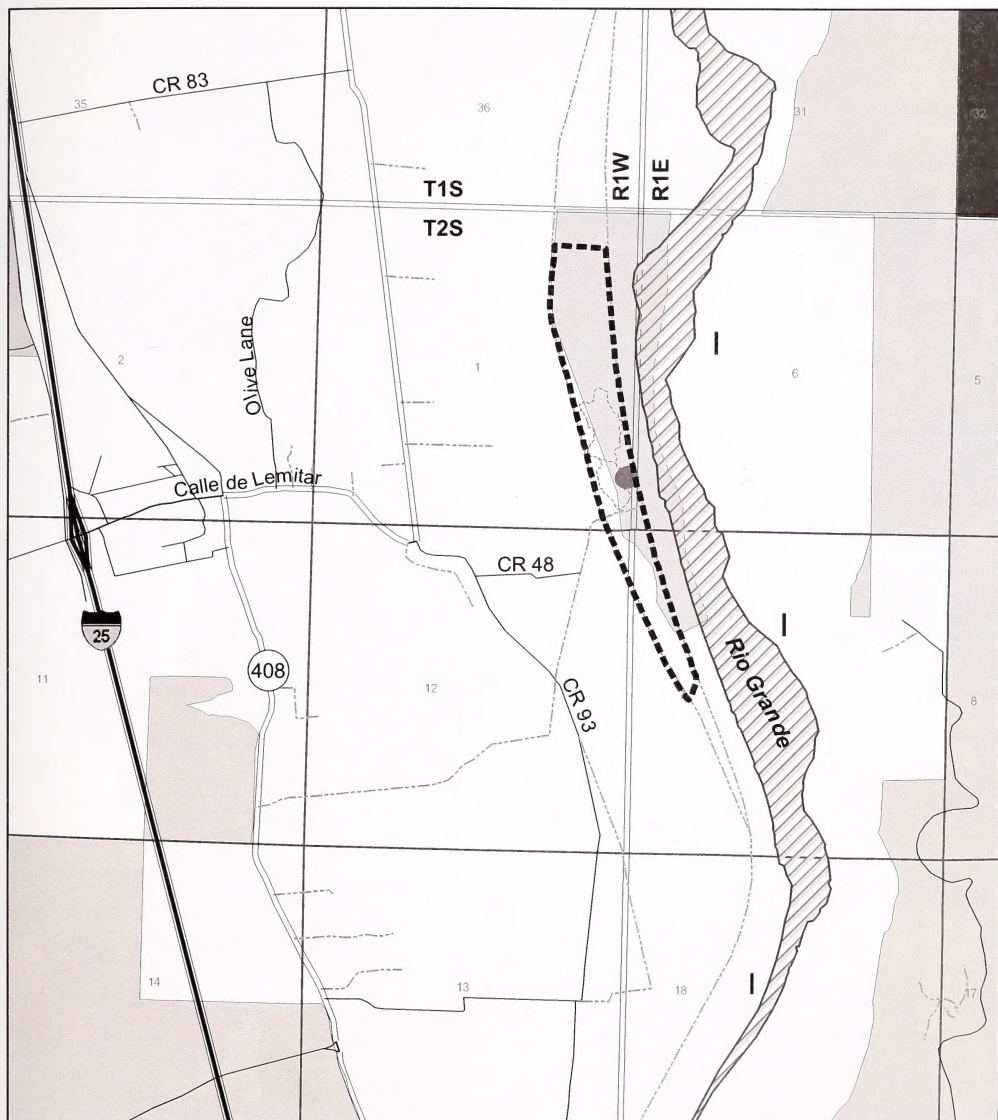 CR 83
35
36
31
32
T1S
R1W
R1E
T2S
2
Olive Lane
1
I
6
5
Calle de Lemitar
CR 48
25
I
11
408
12
CR 93
Rio Grande
8
14
13
18
I
17